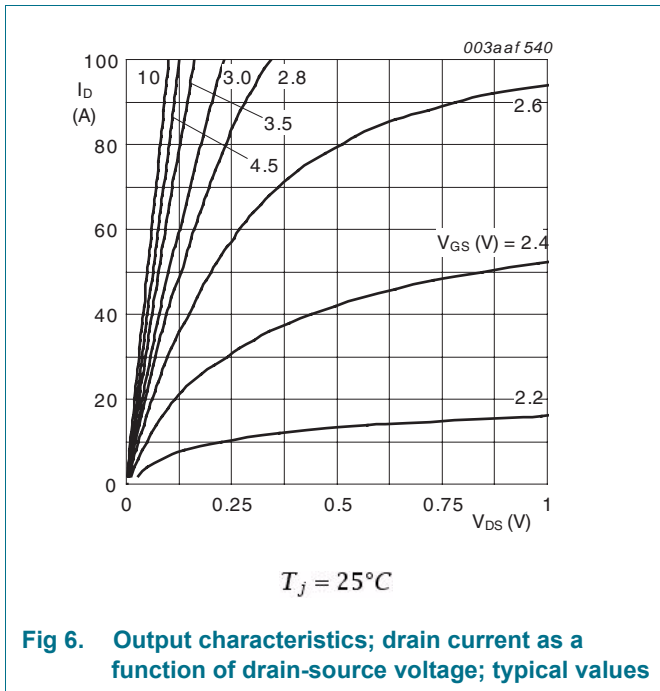 003aaf 540
100
I_D
(A)
10
3.0
2.8
2.6
3.5
80
4.5
60
V_GS (V) = 2.4
40
20
2.2
0
0
0.25
0.5
0.75
1
V_DS (V)
T_j = 25°C
Fig 6. Output characteristics; drain current as a
function of drain-source voltage; typical values